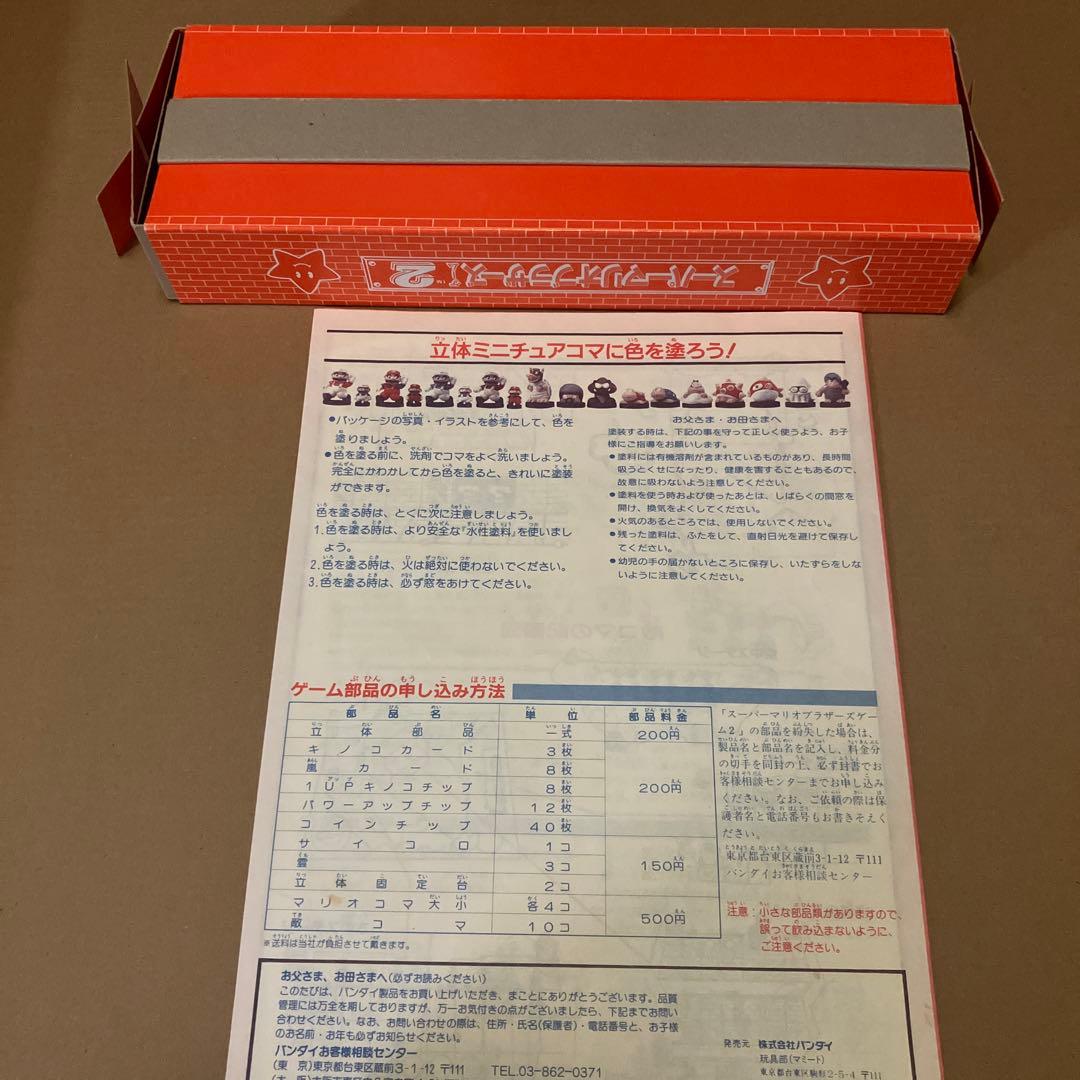 スーパーマリオブラザーズゲーム2
立体ミニチュアコマに色を塗ろう!
●パッケージの写真・イラストを参考にして、色を
塗りましょう。
●色を塗る前に、洗剤でコマをよく洗いましょう。
完全にかわかしてから色を塗ると、きれいに塗装
ができます。
色を塗る時は、とくに次に注意しましょう。
1.色を塗る時は、より安全な『水性塗料』を使いまし
ょう。
2.色を塗る時は、火は絶対に使わないでください。
3.色を塗る時は、必ず窓をあけてください。
お父さま・お母さまへ
塗装する時は、下記の事を守って正しく使うよう、お子
様にご指導をお願いします。
●塗料には有機溶剤が含まれているものがあり、長時間
吸うとくせになったり、健康を害することもあるので、
故意に吸わないよう注意してください。
●塗料を使う時および使ったあとは、しばらくの間窓を
開け、換気をよくしてください。
●火気のあるところでは、使用しないでください。
●残った塗料は、ふたをして、直射日光を避けて保存し
てください。
●幼児の手の届かないところに保存し、いたずらをしな
いように注意してください。
ゲーム部品の申し込み方法
部品名 単位 部品料金
立体部品 一式 200円
キノコカード 3枚
嵐カード 8枚
1UPキノコチップ 8枚 200円
パワーアップチップ 12枚
コインチップ 40枚
サイコロ 1コ
雲 3コ 150円
立体固定台 2コ
マリオコマ大小 各4コ 500円
敵コマ 10コ
※送料は当社が負担させて戴きます。
「スーパーマリオブラザーズゲー
ム2」の部品を紛失した場合は、
製品名と部品名を記入し、料金分
の切手を同封の上、必ず封書でお
客様相談センターまでお申し込み
ください。なお、ご依頼の際は保
護者名と電話番号もお書きそえく
ださい。
東京都台東区蔵前3-1-12 〒111
バンダイお客様相談センター
注意:小さな部品類がありますので、
誤って飲み込まないように、
ご注意ください。
お父さま、お母さまへ(必ずお読みください)
このたびは、バンダイ製品をお買い上げいただき、まことにありがとうございます。品質
管理には万全を期しておりますが、万一お気付きの点がございましたら、下記までお問い
合わせください。なお、お問い合わせの際は、住所・氏名(保護者)・電話番号と、お子様
のお名前・お年も必ずお知らせください。
バンダイお客様相談センター
(東 京)東京都台東区蔵前3-1-12 〒111 TEL.03-862-0371
発売元 株式会社バンダイ
玩具部(マミート)
東京都台東区駒形2-5-4 〒111